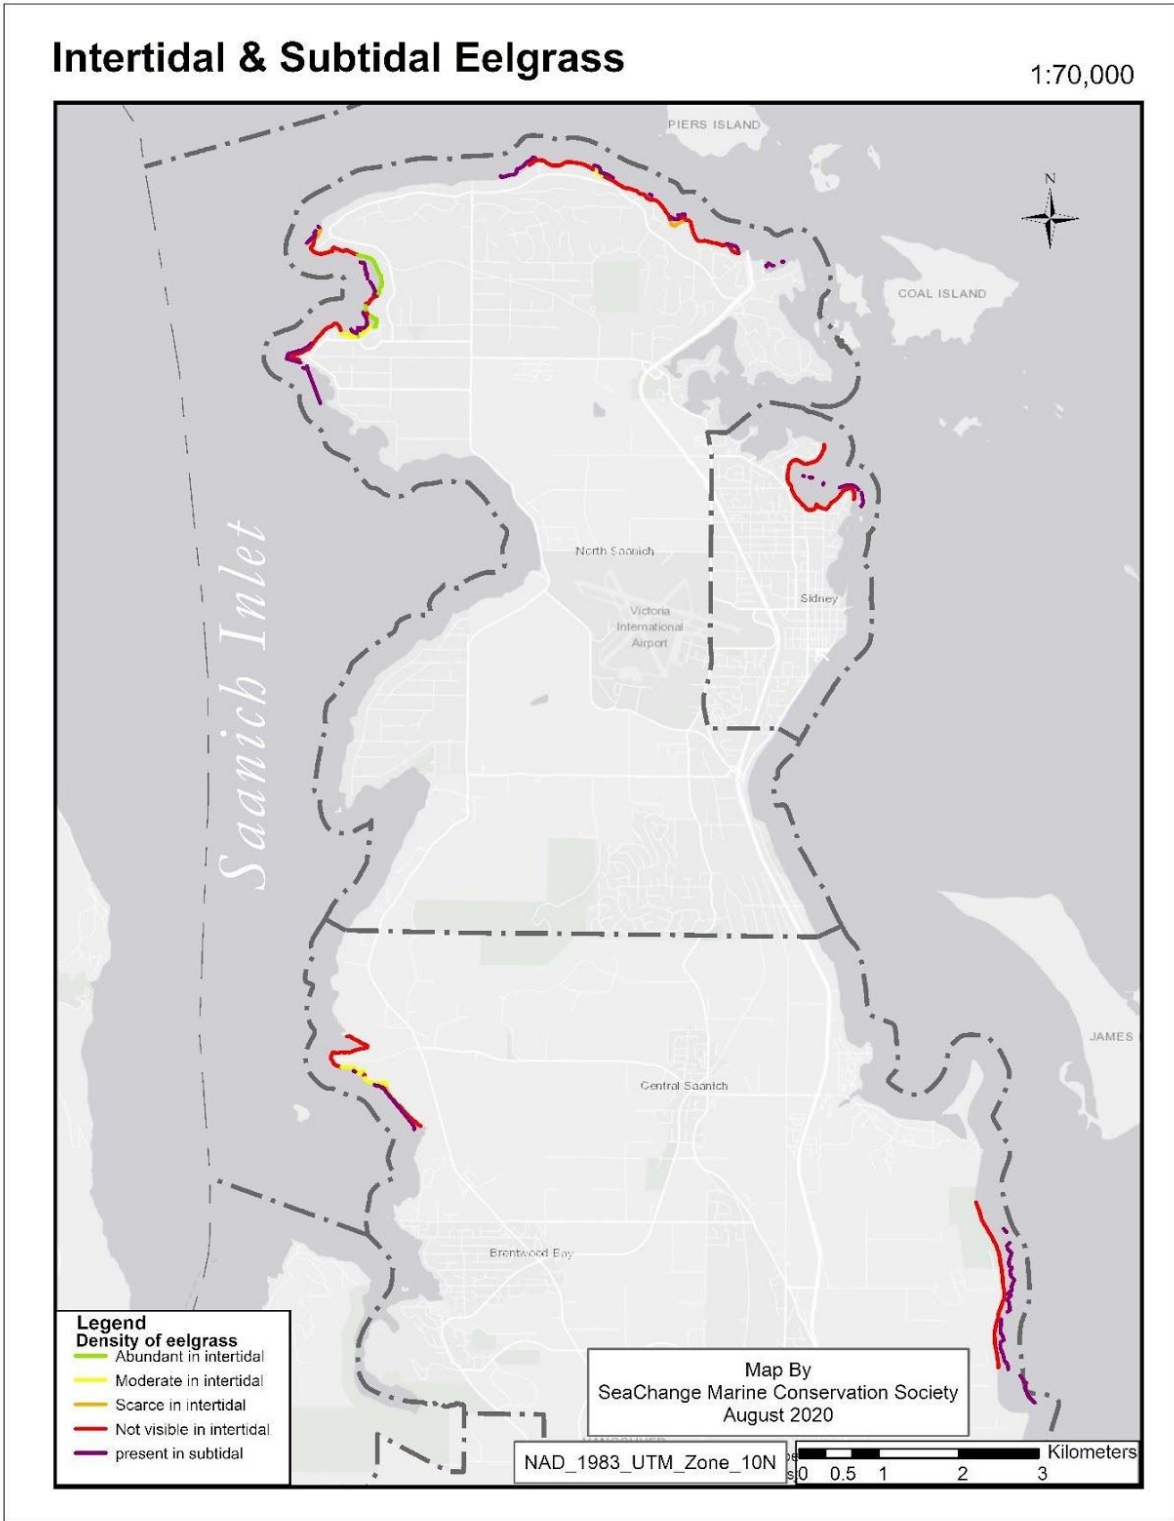 Intertidal & Subtidal Eelgrass
1:70,000
PIERS ISLAND
N
COAL ISLAND
North Saanich
Victoria
International
Airport
Sidney
Saanich Inlet
JAMES
Central Saanich
Brentwood Bay
Legend
Density of eelgrass
Abundant in intertidal
Moderate in intertidal
Scarce in intertidal
Not visible in intertidal
present in subtidal
Map By
SeaChange Marine Conservation Society
August 2020
NAD_1983_UTM_Zone_10N
Kilometers
0 0.5 1 2 3